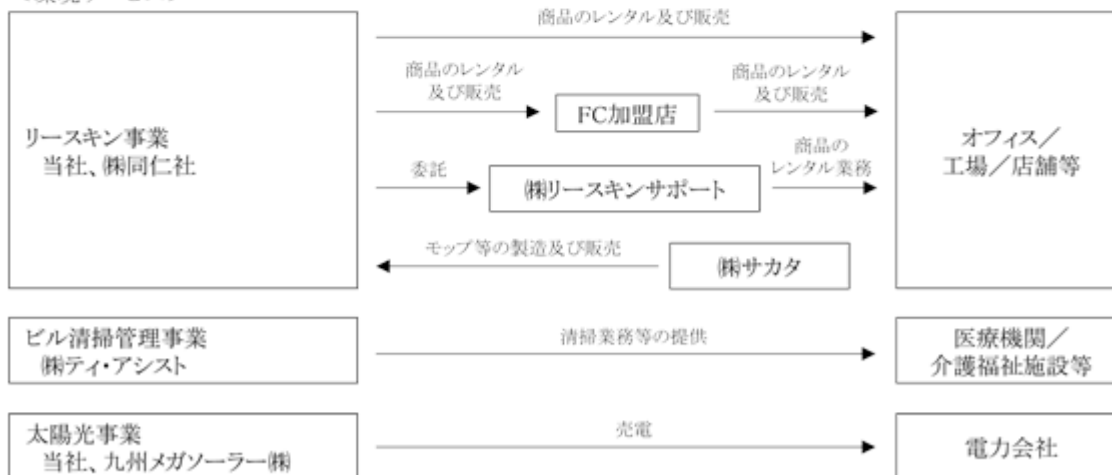 商品のレンタル及び販売
商品のレンタル
及び販売
FC加盟店
商品のレンタル
及び販売
リースキン事業
当社、㈱同仁社
オフィス／
工場／店舗等
委託
㈱リースキンサポート
商品の
レンタル業務
モップ等の製造及び販売
㈱サカタ
ビル清掃管理事業
㈱ティ・アシスト
清掃業務等の提供
医療機関／
介護福祉施設等
太陽光事業
当社、九州メガソーラー㈱
売電
電力会社